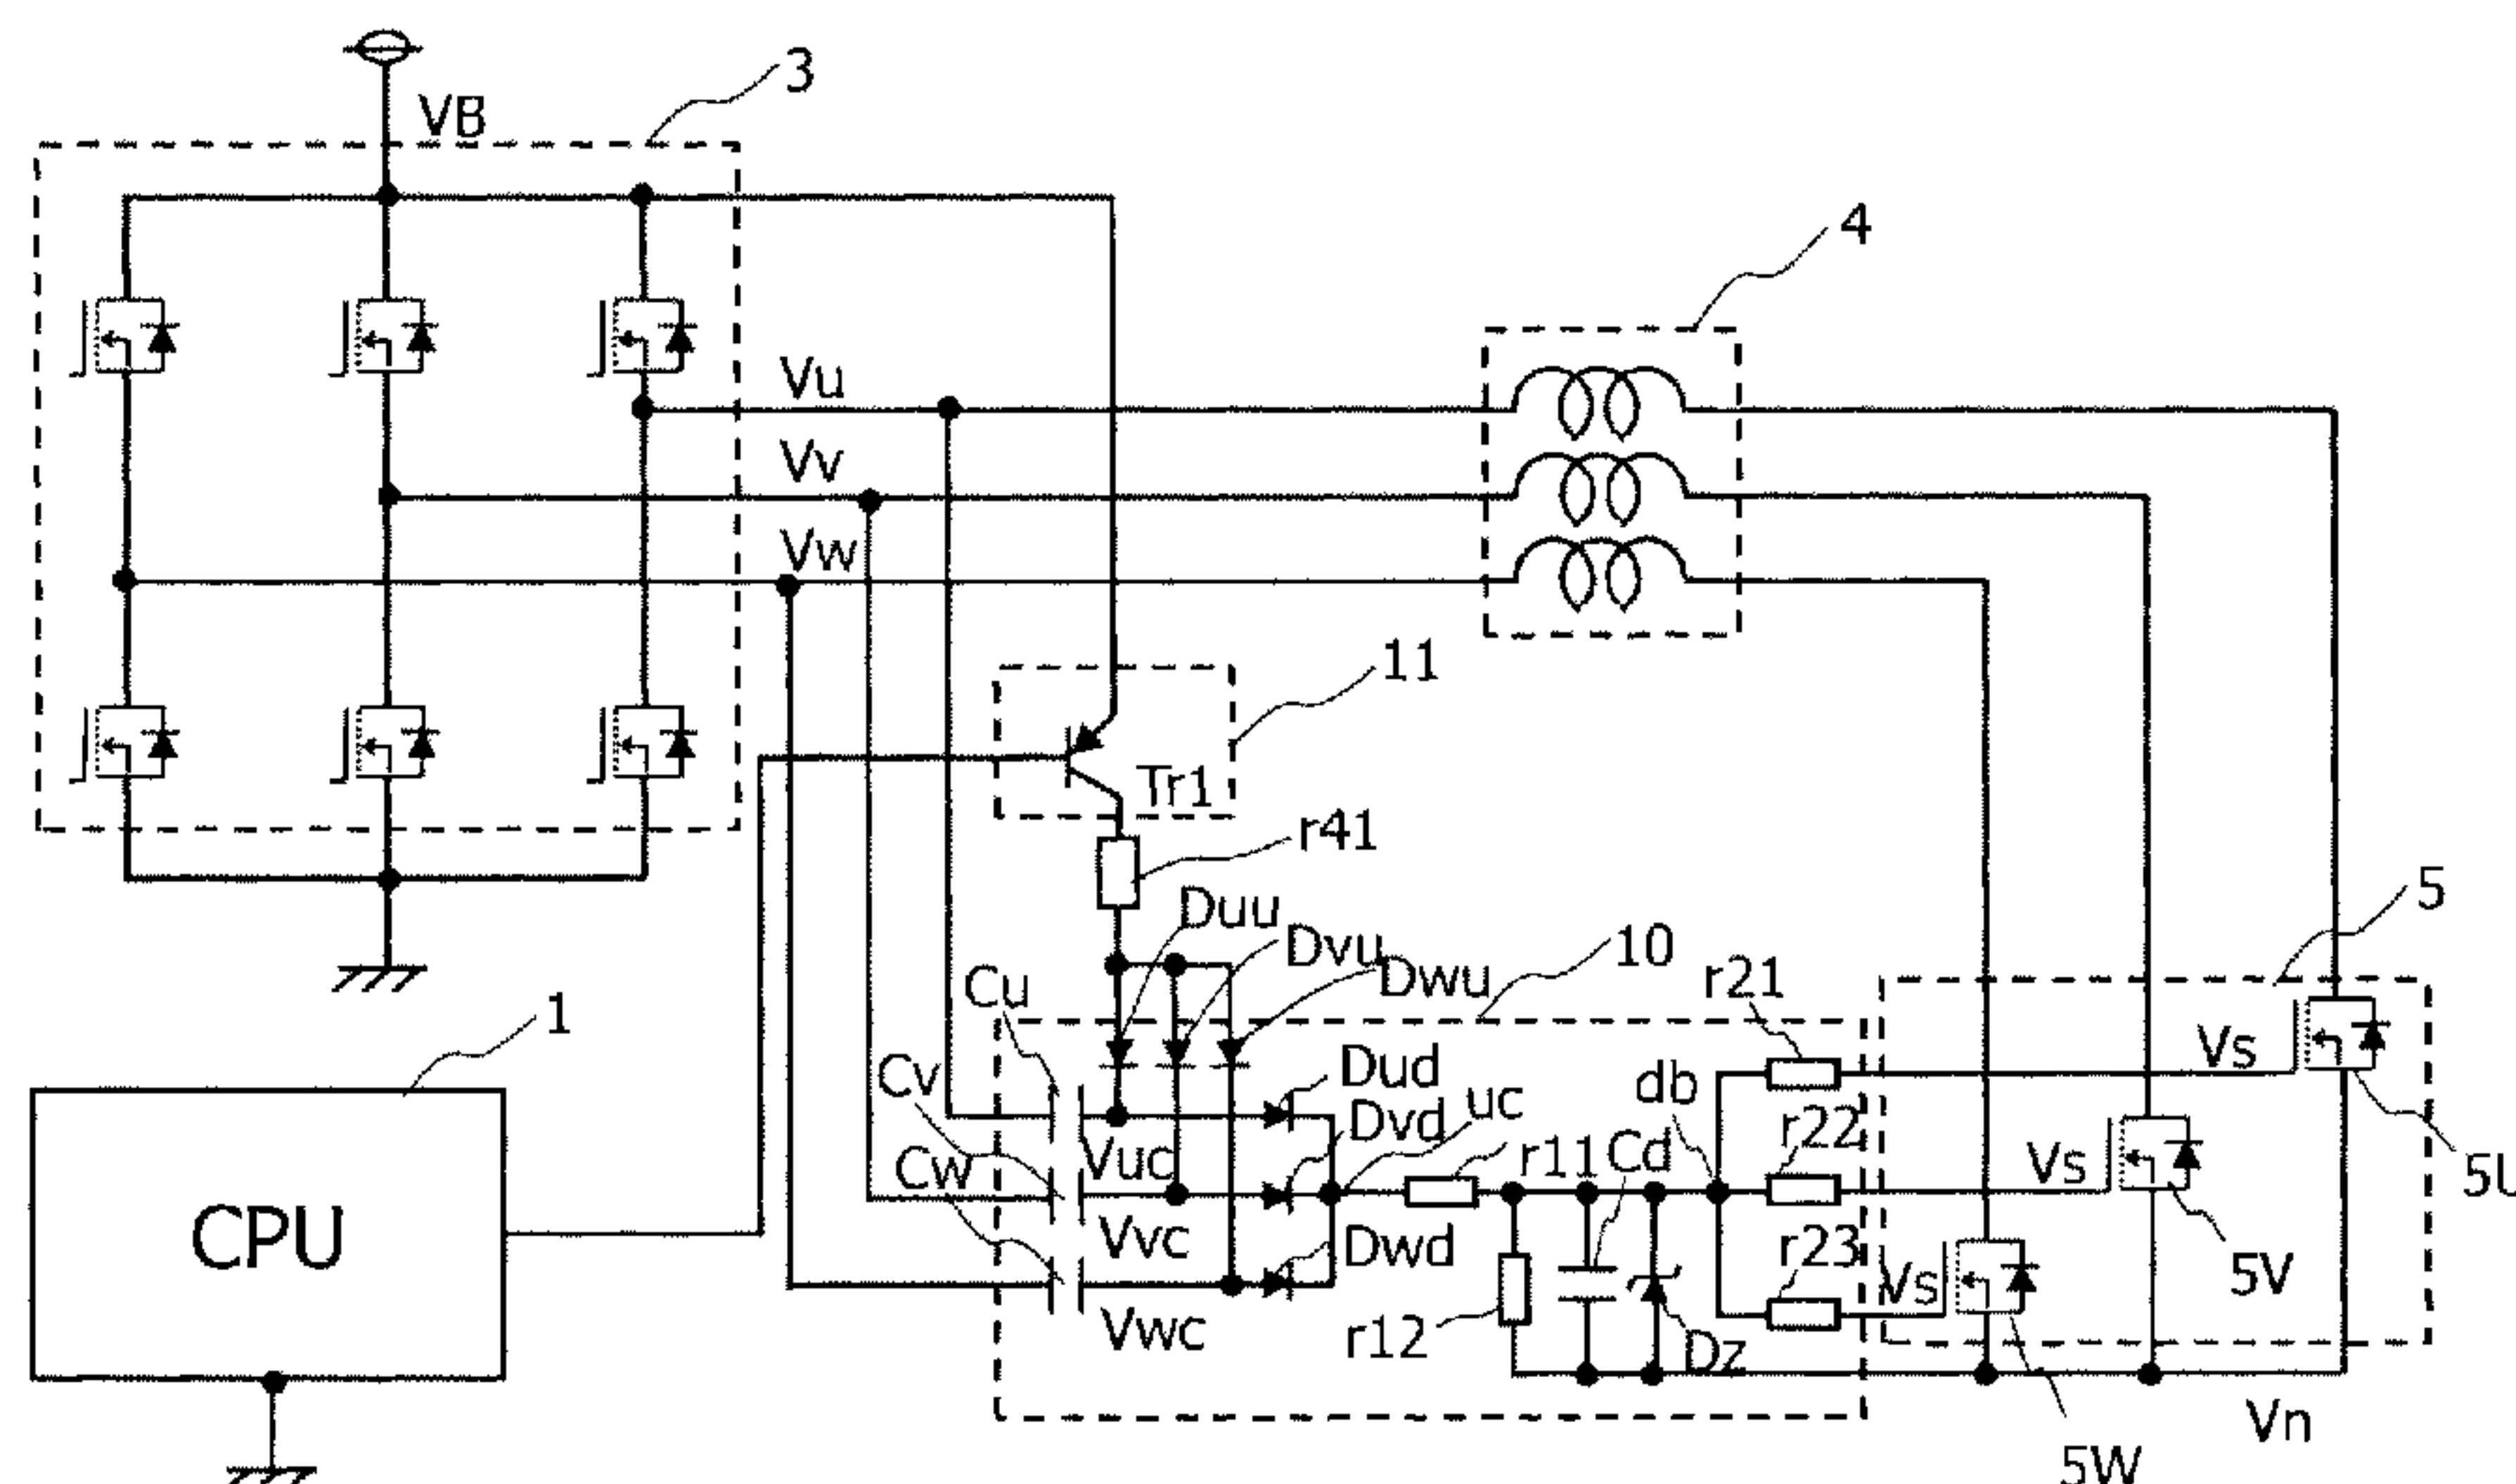 3
VB
4
Vu
Vv
Vw
11
Tr1
r41
5
Duu
Dvu
10
Dwu
r21
Cu
1
Vs
Cv
Dud
db
uc
Dvd
r22
Cd
r11
Vs
Cw
Vuc
5U
CPU
Vvc
Dwd
r23
Vs
5V
Vwc
r12
Dz
Vn
5W